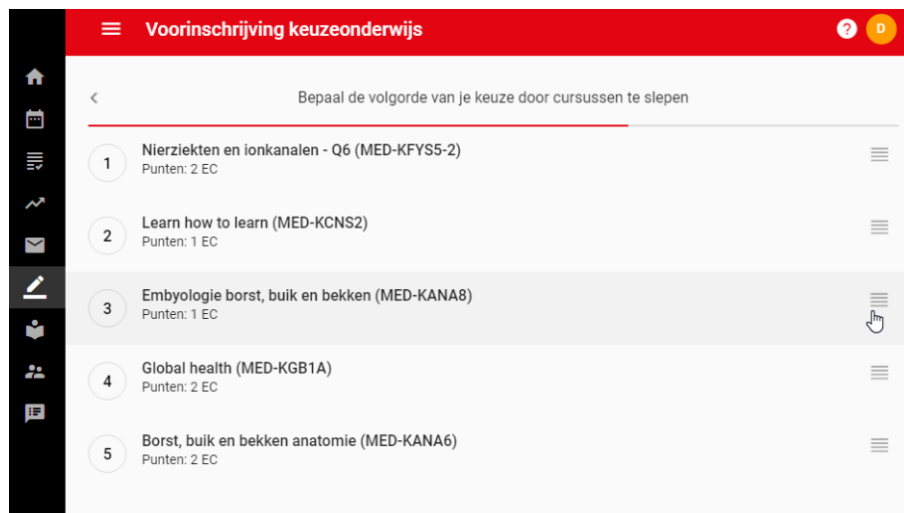 Voorinschrijving keuzeonderwijs
?
D
Bepaal de volgorde van je keuze door cursussen te slepen
1
Nierziekten en ionkanalen - Q6 (MED-KFYS5-2)
Punten: 2 EC
2
Learn how to learn (MED-KCNS2)
Punten: 1 EC
3
Embyologie borst, buik en bekken (MED-KANA8)
Punten: 1 EC
4
Global health (MED-KGB1A)
Punten: 2 EC
5
Borst, buik en bekken anatomie (MED-KANA6)
Punten: 2 EC